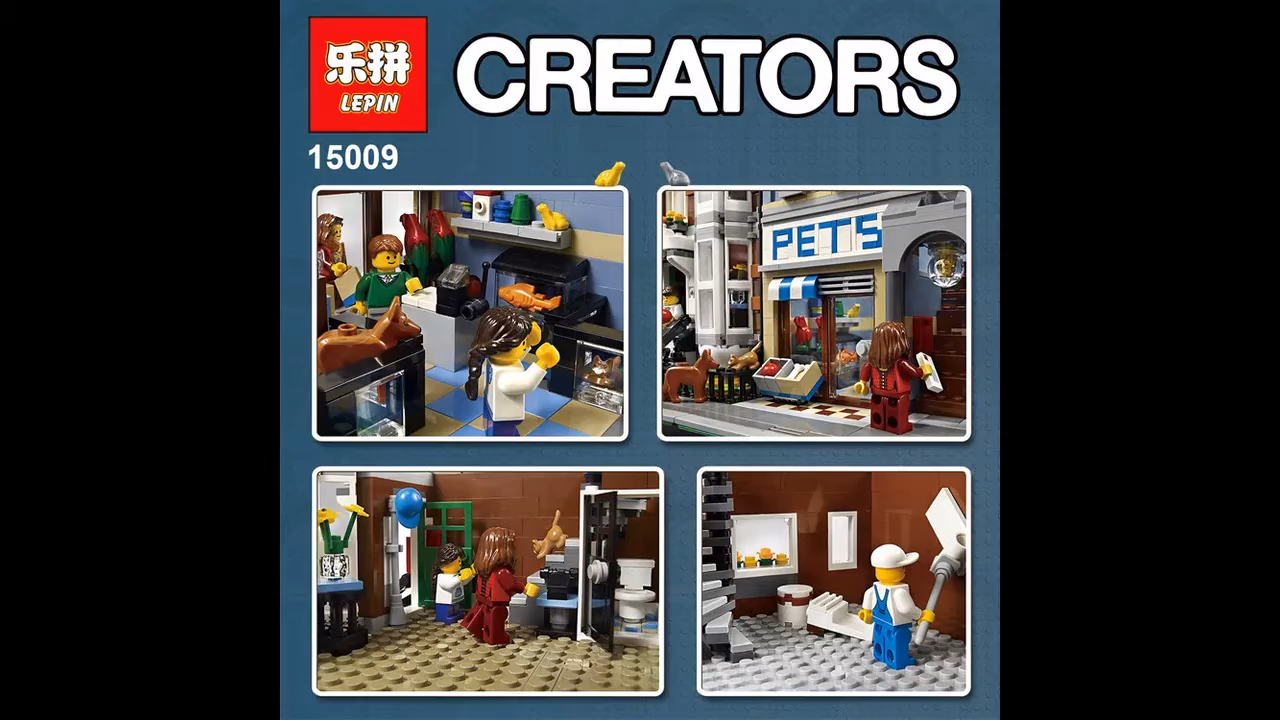 乐拼
LEPIN
CREATORS
15009
PETS